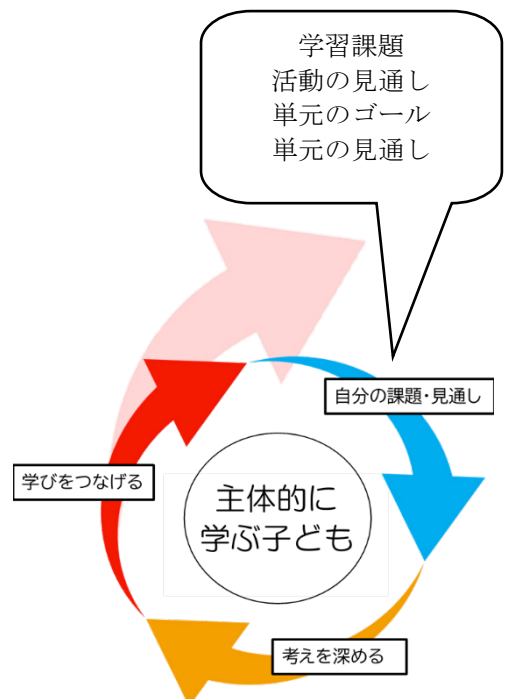 学習課題
活動の見通し
単元のゴール
単元の見通し
自分の課題・見通し
学びをつなげる
主体的に
学ぶ子ども
考えを深める